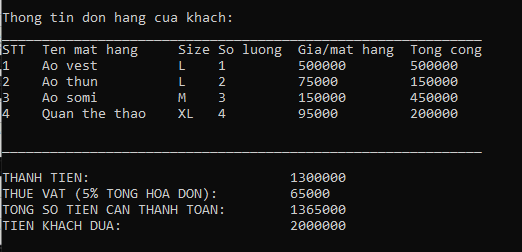 Thong tin don hang cua khach:
STT Ten mat hang Size So luong Gia/mat hang Tong cong
1 Ao vest L 1 500000 500000
2 Ao thun L 2 75000 150000
3 Ao somi M 3 150000 450000
4 Quan the thao XL 4 95000 200000
THANH TIEN: 1300000
THUE VAT (5% TONG HOA DON): 65000
TONG SO TIEN CAN THANH TOAN: 1365000
TIEN KHACH DUA: 2000000